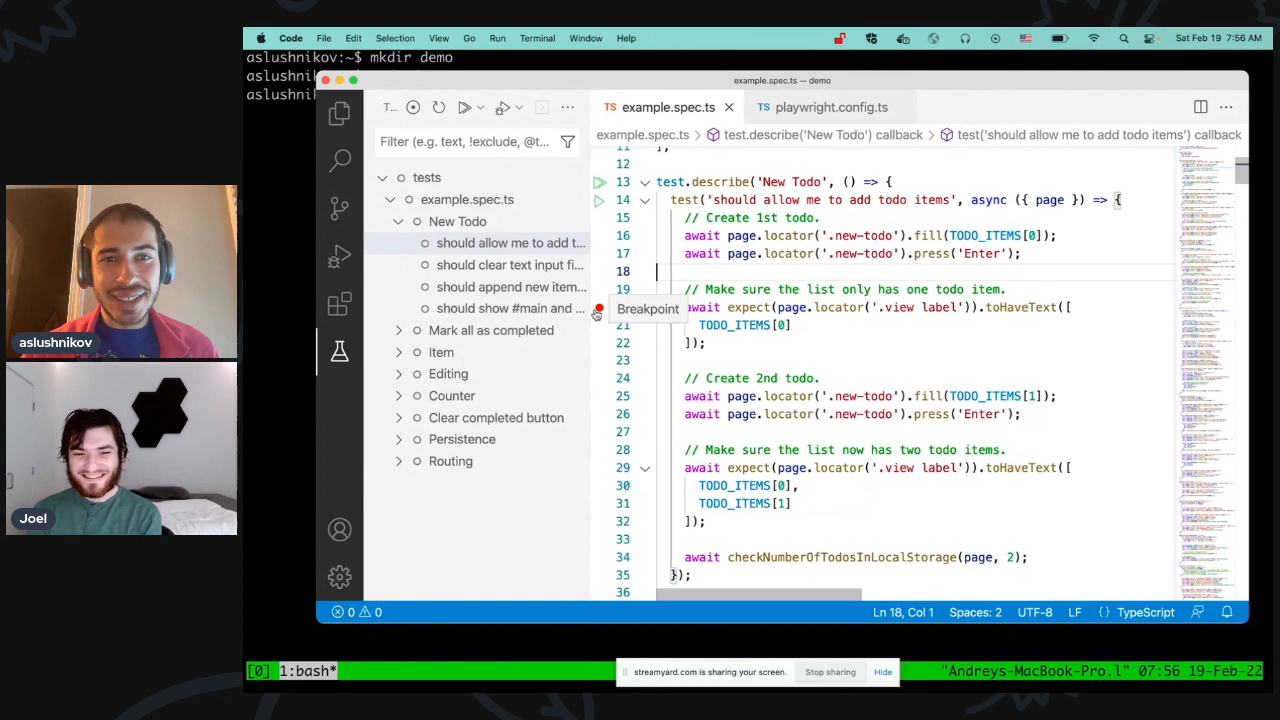 Code File Edit Selection View Go Run Terminal Window Help Sat Feb 19 7:56 AM
aslushnikov:~$ mkdir demo
aslushnik
aslushnik
example.spec.ts — demo
T...
TS example.spec.ts
TS playwright.config.ts
Filter (e.g. text, !exclude, @t...
example.spec.ts > test.describe('New Todo') callback > test('should allow me to add todo items') callback
tests
example.spec.ts
New Todo
should allow me to add t...
should clear text input fi...
should append new item...
should
main an
Mark all as completed
Item
Editing
Counter
Clear completed button
Persistence
Routing
11 ];
12
13 test.describe('New Todo', () => {
14 test('should allow me to add todo items', async ({ page }) => {
15 // Create 1st todo.
16 await page.locator('.new-todo').fill(TODO_ITEMS[0]);
17 await page.locator('.new-todo').press('Enter');
18
19 // Make sure the list only has one todo item.
await expect(page.locator('.view label')).toHaveText([
21 TODO_ITEMS[0]
22 ]);
23
24 // Create 2nd todo.
25 await page.locator('.new-todo').fill(TODO_ITEMS[1]);
26 await page.locator('.new-todo').press('Enter');
27
28 // Make sure the list now has two todo items.
29 await expect(page.locator('.view label')).toHaveText([
30 TODO_ITEMS[0],
31 TODO_ITEMS[1]
32 ]);
33
34 await checkNumberOfTodosInLocalStorage(page, 2);
35 });
36
Breakpoint
0 0 Ln 18, Col 1 Spaces: 2 UTF-8 LF {} TypeScript
aslushnikov
Joel
streamyard.com is sharing your screen. Stop sharing Hide
[0] 1:bash* "Andreys-MacBook-Pro.l" 07:56 19-Feb-22